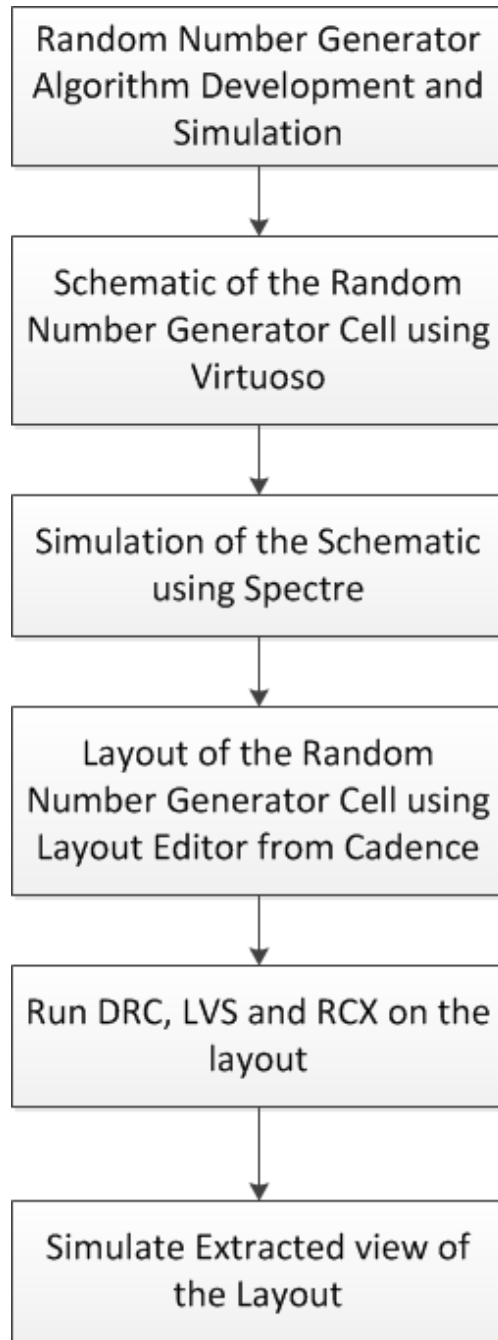 Random Number Generator
Algorithm Development and
Simulation
Schematic of the Random
Number Generator Cell using
Virtuoso
Simulation of the Schematic
using Spectre
Layout of the Random
Number Generator Cell using
Layout Editor from Cadence
Run DRC, LVS and RCX on the
layout
Simulate Extracted view of
the Layout